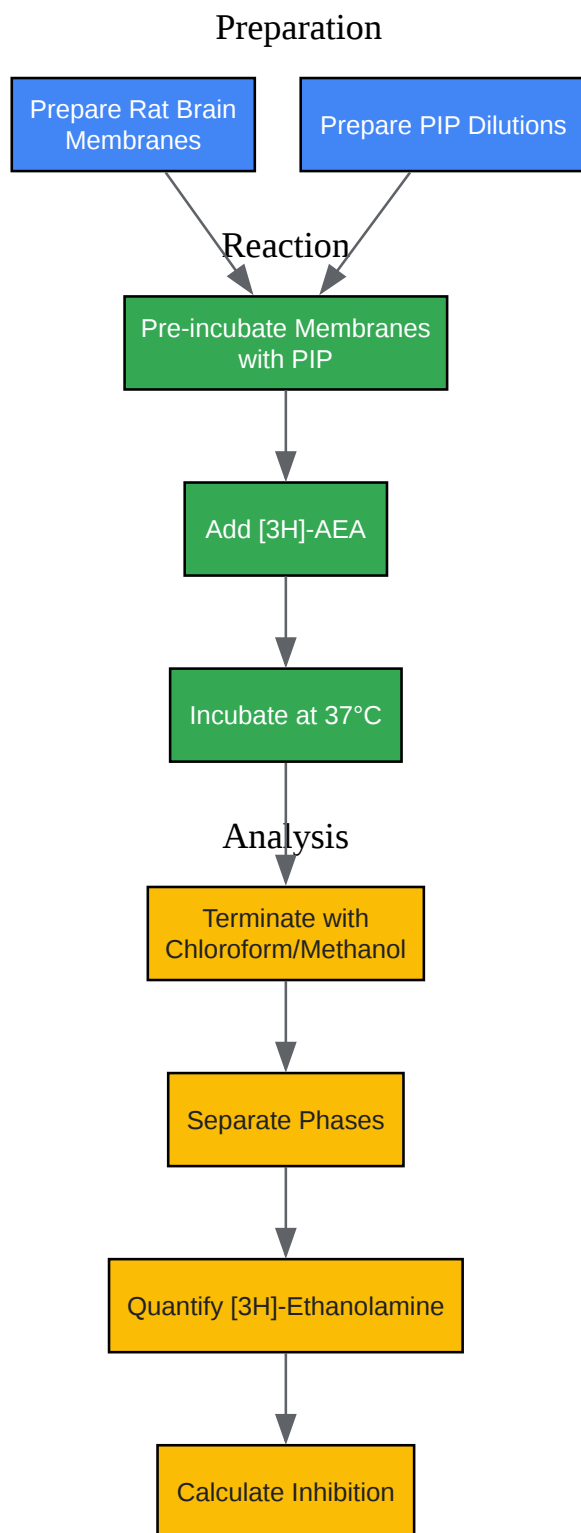 Preparation
Prepare Rat Brain
Membranes
Prepare PIP Dilutions
Reaction
Pre-incubate Membranes
with PIP
Add [3H]-AEA
Incubate at 37°C
Analysis
Terminate with
Chloroform/Methanol
Separate Phases
Quantify [3H]-Ethanolamine
Calculate Inhibition